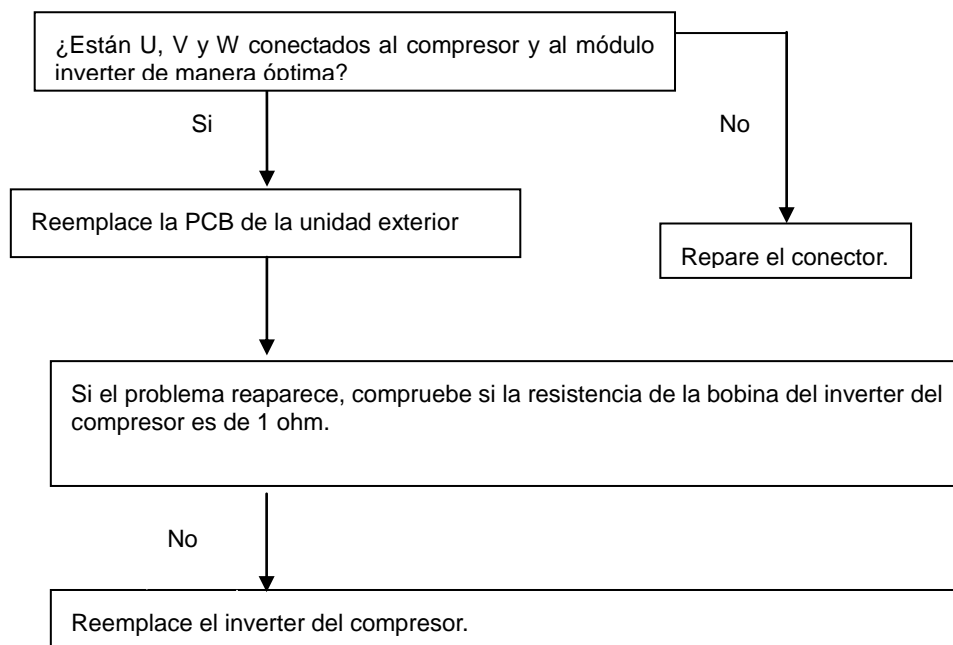 ¿Están U, V y W conectados al compresor y al módulo
inverter de manera óptima?
Si
No
Reemplace la PCB de la unidad exterior
Repare el conector.
Si el problema reaparece, compruebe si la resistencia de la bobina del inverter del
compresor es de 1 ohm.
No
Reemplace el inverter del compresor.